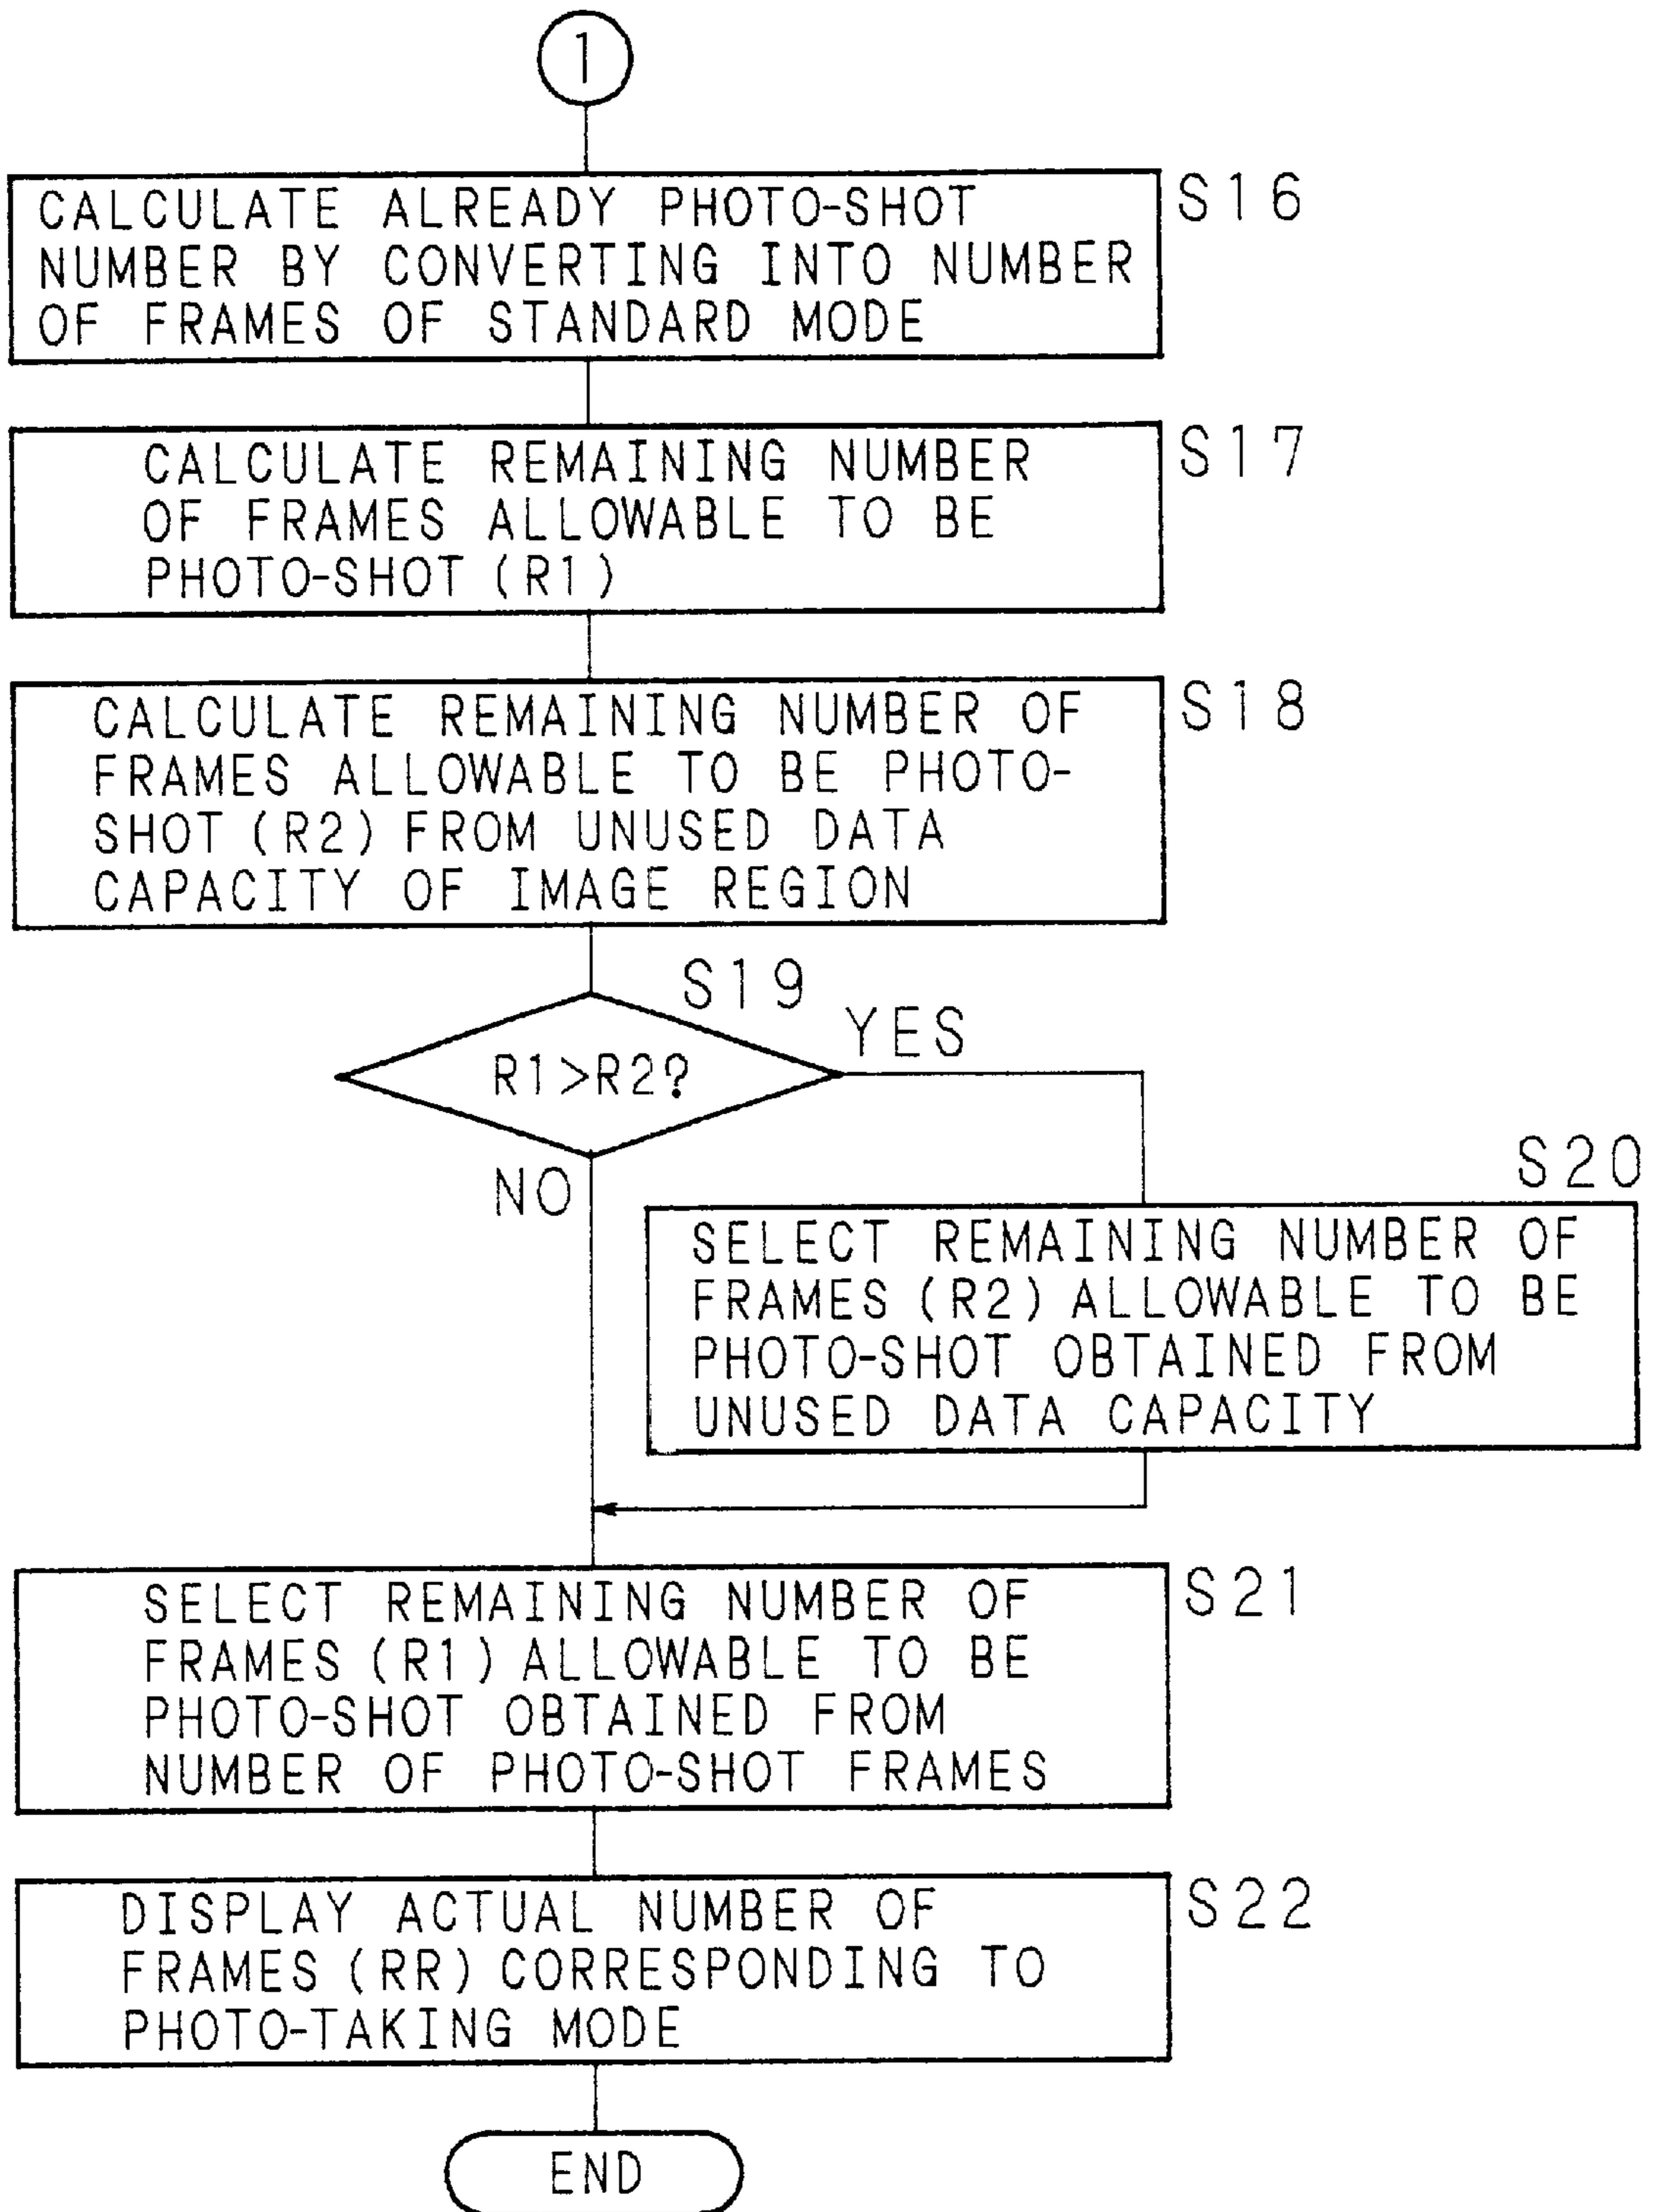 1
CALCULATE ALREADY PHOTO-SHOT
NUMBER BY CONVERTING INTO NUMBER
OF FRAMES OF STANDARD MODE
S16
CALCULATE REMAINING NUMBER
OF FRAMES ALLOWABLE TO BE
PHOTO-SHOT (R1)
S17
CALCULATE REMAINING NUMBER OF
FRAMES ALLOWABLE TO BE PHOTO-
SHOT (R2) FROM UNUSED DATA
CAPACITY OF IMAGE REGION
S18
S19
R1>R2?
YES
NO
S20
SELECT REMAINING NUMBER OF
FRAMES (R2) ALLOWABLE TO BE
PHOTO-SHOT OBTAINED FROM
UNUSED DATA CAPACITY
SELECT REMAINING NUMBER OF
FRAMES (R1) ALLOWABLE TO BE
PHOTO-SHOT OBTAINED FROM
NUMBER OF PHOTO-SHOT FRAMES
S21
DISPLAY ACTUAL NUMBER OF
FRAMES (RR) CORRESPONDING TO
PHOTO-TAKING MODE
S22
END